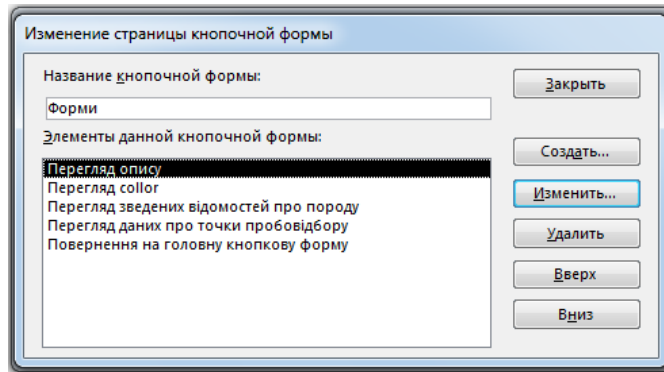 Изменение страницы кнопочной формы
Название кнопочной формы:
Закрыть
Форми
Элементы данной кнопочной формы:
Создать...
Перегляд опису
Перегляд collor
Изменить...
Перегляд зведених відомостей про породу
Перегляд даних про точки пробовідбору
Удалить
Повернення на головну кнопкову форму
Вверх
Вниз